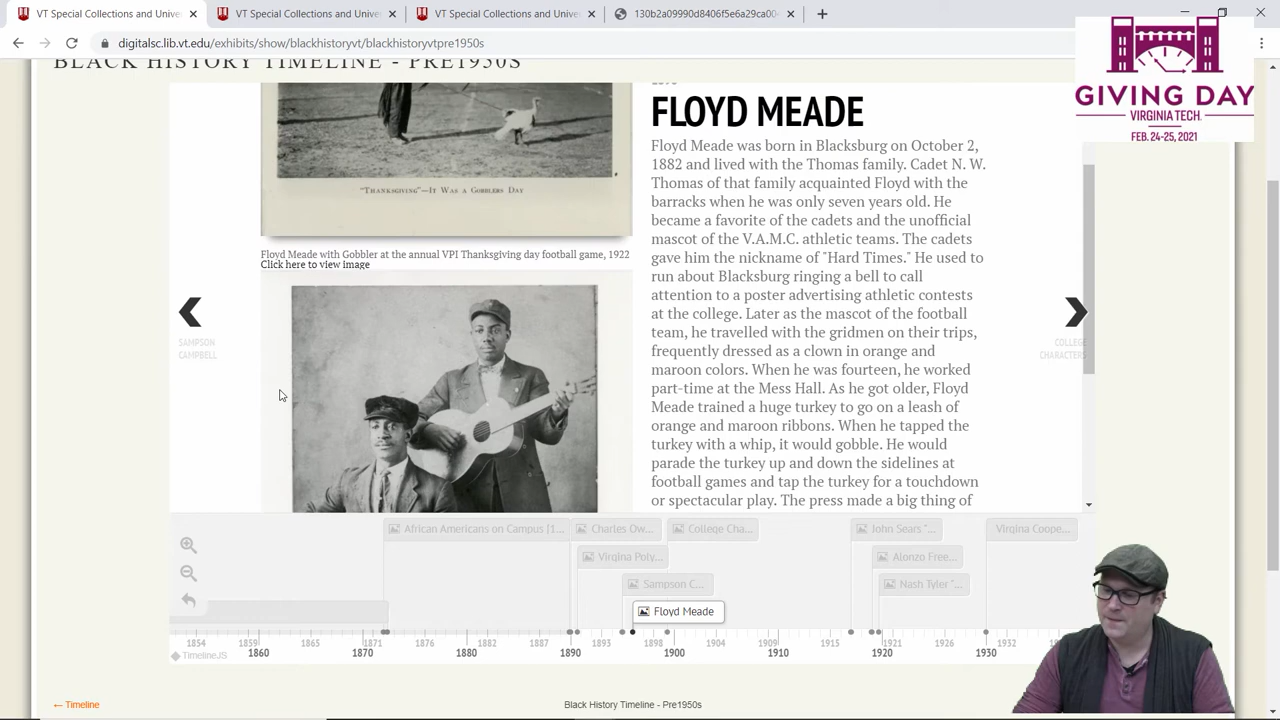 VT Special Collections and Unive
VT Special Collections and Unive
VT Special Collections and Unive
130b2a09990d8406f5e6a29ca00
digitalsc.lib.vt.edu/exhibits/show/blackhistoryvt/blackhistoryvtpre1950s
BLACK HISTORY TIMELINE - PRE1950S
GIVING DAY
VIRGINIA TECH.
FEB. 24-25, 2021
"THANKSGIVING"—IT WAS A GOBBLERS DAY
Floyd Meade with Gobbler at the annual VPI Thanksgiving day football game, 1922
Click here to view image
FLOYD MEADE
Floyd Meade was born in Blacksburg on October 2,
1882 and lived with the Thomas family. Cadet N. W.
Thomas of that family acquainted Floyd with the
barracks when he was only seven years old. He
became a favorite of the cadets and the unofficial
mascot of the V.A.M.C. athletic teams. The cadets
gave him the nickname of "Hard Times." He used to
run about Blacksburg ringing a bell to call
attention to a poster advertising athletic contests
at the college. Later as the mascot of the football
team, he travelled with the gridmen on their trips,
frequently dressed as a clown in orange and
maroon colors. When he was fourteen, he worked
part-time at the Mess Hall. As he got older, Floyd
Meade trained a huge turkey to go on a leash of
orange and maroon ribbons. When he tapped the
turkey with a whip, it would gobble. He would
parade the turkey up and down the sidelines at
football games and tap the turkey for a touchdown
or spectacular play. The press made a big thing of
SAMPSON
CAMPBELL
COLLEGE
CHARACTERS
African Americans on Campus [1...
Charles Ow...
College Cha...
John Sears "...
Virgina Coope...
Virgina Poly...
Alonzo Free...
Sampson C...
Nash Tyler "...
Floyd Meade
1854 1860 1865 1870 1876 1880 1882 1887 1890 1893 1898 1900 1904 1909 1910 1915 1920 1921 1926 1930 1932
TimelineJS
← Timeline
Black History Timeline - Pre1950s